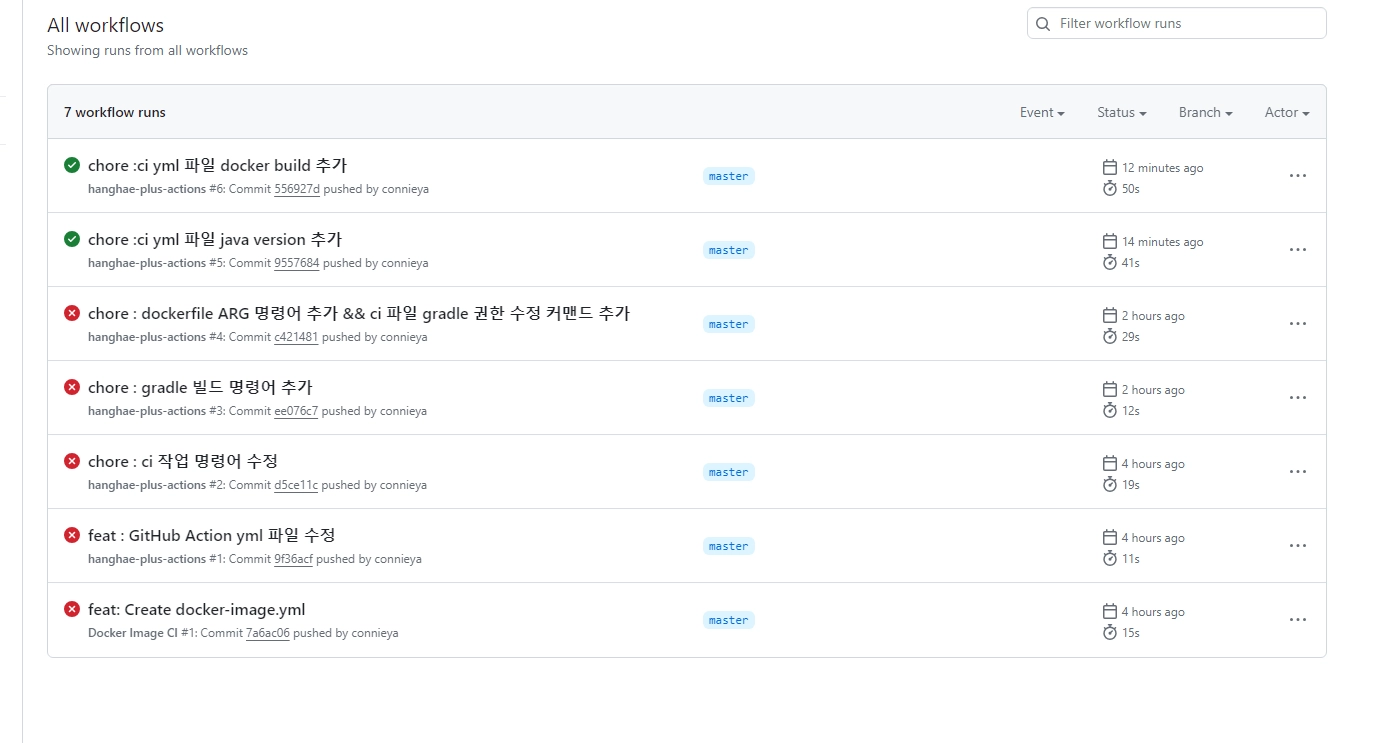 All workflows
Filter workflow runs
Showing runs from all workflows
7 workflow runs
Event Status Branch Actor
chore :ci yml 파일 docker build 추가
hanghae-plus-actions #6: Commit 556927d pushed by connieya
master
12 minutes ago
50s
chore :ci yml 파일 java version 추가
hanghae-plus-actions #5: Commit 9557684 pushed by connieya
master
14 minutes ago
41s
chore : dockerfile ARG 명령어 추가 && ci 파일 gradle 권한 수정 커맨드 추가
hanghae-plus-actions #4: Commit c421481 pushed by connieya
master
2 hours ago
29s
chore : gradle 빌드 명령어 추가
hanghae-plus-actions #3: Commit ee076c7 pushed by connieya
master
2 hours ago
12s
chore : ci 작업 명령어 수정
hanghae-plus-actions #2: Commit d5ce11c pushed by connieya
master
4 hours ago
19s
feat : GitHub Action yml 파일 수정
hanghae-plus-actions #1: Commit 9f36acf pushed by connieya
master
4 hours ago
11s
feat: Create docker-image.yml
Docker Image CI #1: Commit 7a6ac06 pushed by connieya
master
4 hours ago
15s